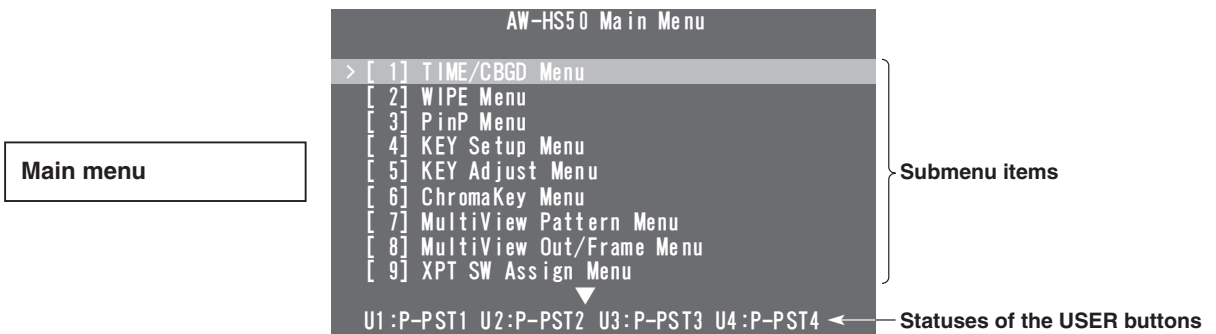 AW-HS50 Main Menu
> [ 1] TIME/CBGD Menu
[ 2] WIPE Menu
[ 3] PinP Menu
[ 4] KEY Setup Menu
[ 5] KEY Adjust Menu
[ 6] ChromaKey Menu
[ 7] MultiView Pattern Menu
[ 8] MultiView Out/Frame Menu
[ 9] XPT SW Assign Menu
U1:P-PST1 U2:P-PST2 U3:P-PST3 U4:P-PST4
Main menu
Submenu items
Statuses of the USER buttons